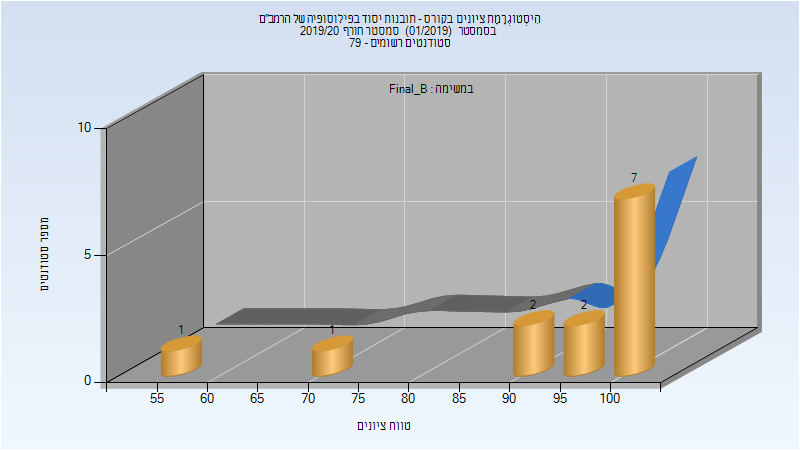 היסטוגרמת ציונים בקורס - תובנות יסוד בפילוסופיה של הרמב"ם
בסמסטר (01/2019) סמסטר חורף 2019/20
סטודנטים רשומים - 79
במשימה : Final_B
מספר סטודנטים
10
5
0
1
1
2
2
7
55 60 65 70 75 80 85 90 95 100
טווח ציונים